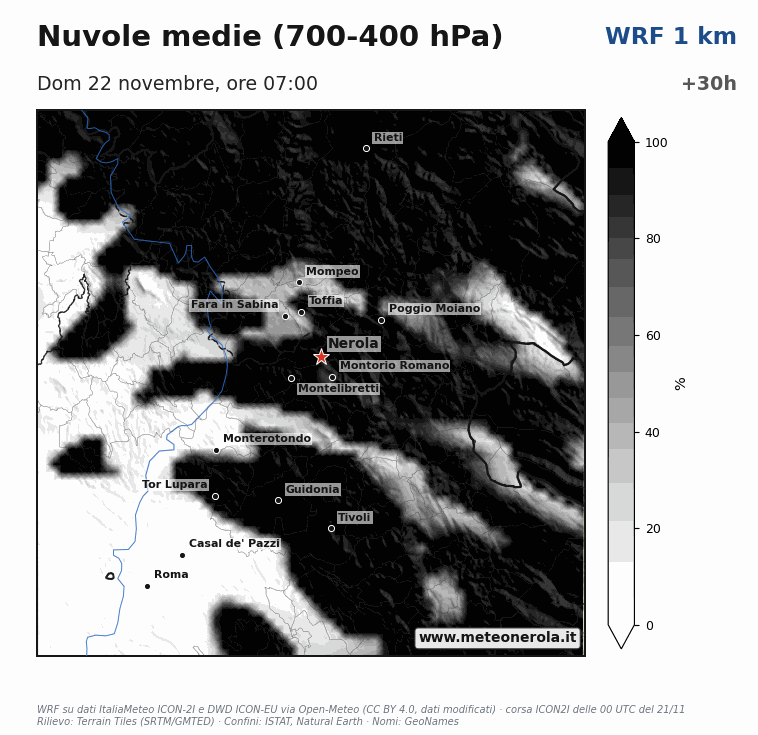 Nuvole medie (700-400 hPa)
WRF 1 km
Dom 22 novembre, ore 07:00
+30h
Rieti
Mompeo
Fara in Sabina
Toffia
Poggio Moiano
Nerola
Montorio Romano
Montelibretti
Monterotondo
Tor Lupara
Guidonia
Tivoli
Casal de' Pazzi
Roma
www.meteonerola.it
100
80
60
40
20
0
%
WRF su dati ItaliaMeteo ICON-2I e DWD ICON-EU via Open-Meteo (CC BY 4.0, dati modificati) · corsa ICON2I delle 00 UTC del 21/11
Rilievo: Terrain Tiles (SRTM/GMTED) · Confini: ISTAT, Natural Earth · Nomi: GeoNames